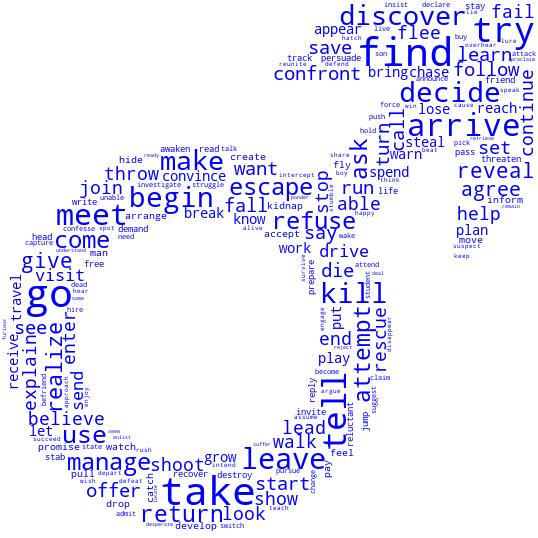 insist declare stay
lie
discover fail
try
appear hatch live flee buy
overhear
save find learn lure attack
proclaim
track persuade
reunite defend son
confront bring chase follow
announce friend
decide speak
continue
force win cause reach
push arrive
call lose
retrieve
hold turn steal pick set
beat
awaken read talk
ready
hide make create ask warn pass threaten
share
throw convince want fly spend reveal
intercept
investigate struggle boy think
join begin escape stop run life agree
unable ponder stumble able
write kidnap inform
meet arrange break fall refuse happy help remain
know
confesse spot demand say wake plan
head come alive accept move
capture need work drive suspect
understand man survive keep
give free prepare die attend
visit deal
travel dead student
go hear kill
name
receive hire
furious
see enter put attempt
engage
realize end rescue disappear
explain reject
play
approach become
befriend send tell claim
enjoy argue suggest
reply
believe invite reluctant jump
let use seem lead assume
succeed enlist
promise state watch rush walk feel
stab suffer
manage shoot grow leave pay
intend
pull depart recover destroy pursue
wish defeat catch take start change
offer locate show
drop return look teach
admit
desperate develop switch